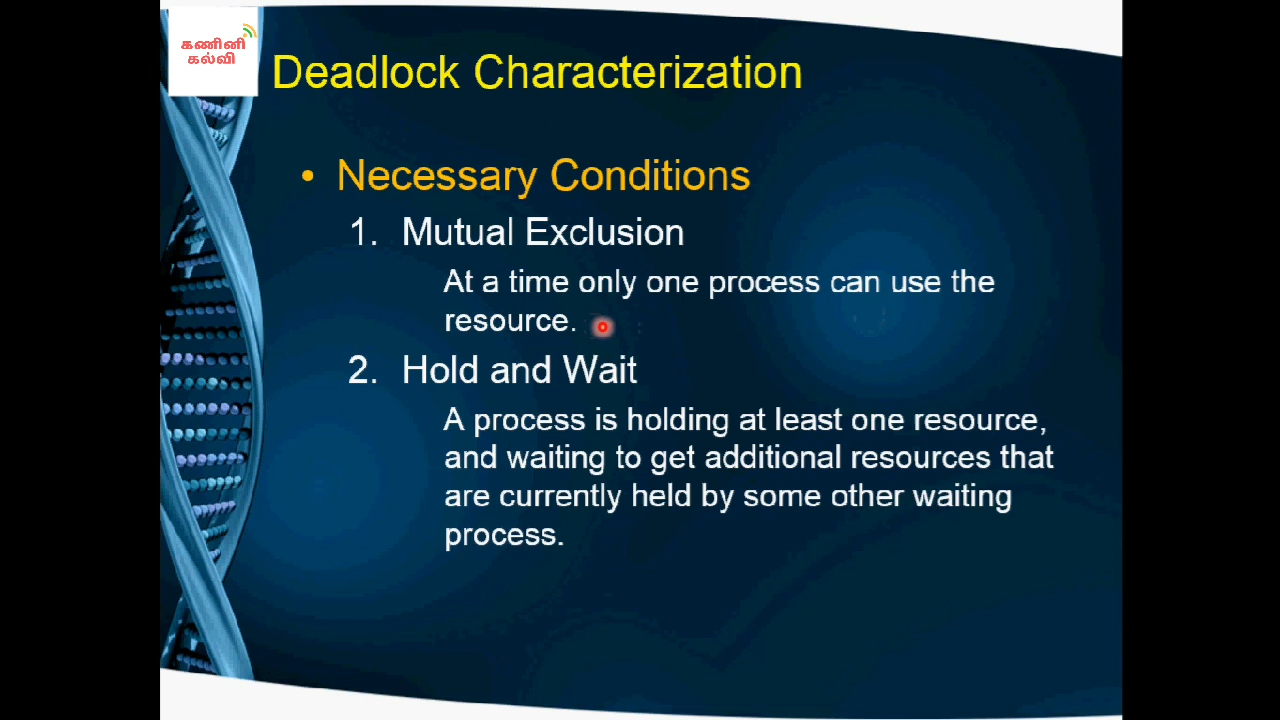 கணினி
கல்வி
Deadlock Characterization
• Necessary Conditions
1. Mutual Exclusion
At a time only one process can use the
resource.
2. Hold and Wait
A process is holding at least one resource,
and waiting to get additional resources that
are currently held by some other waiting
process.